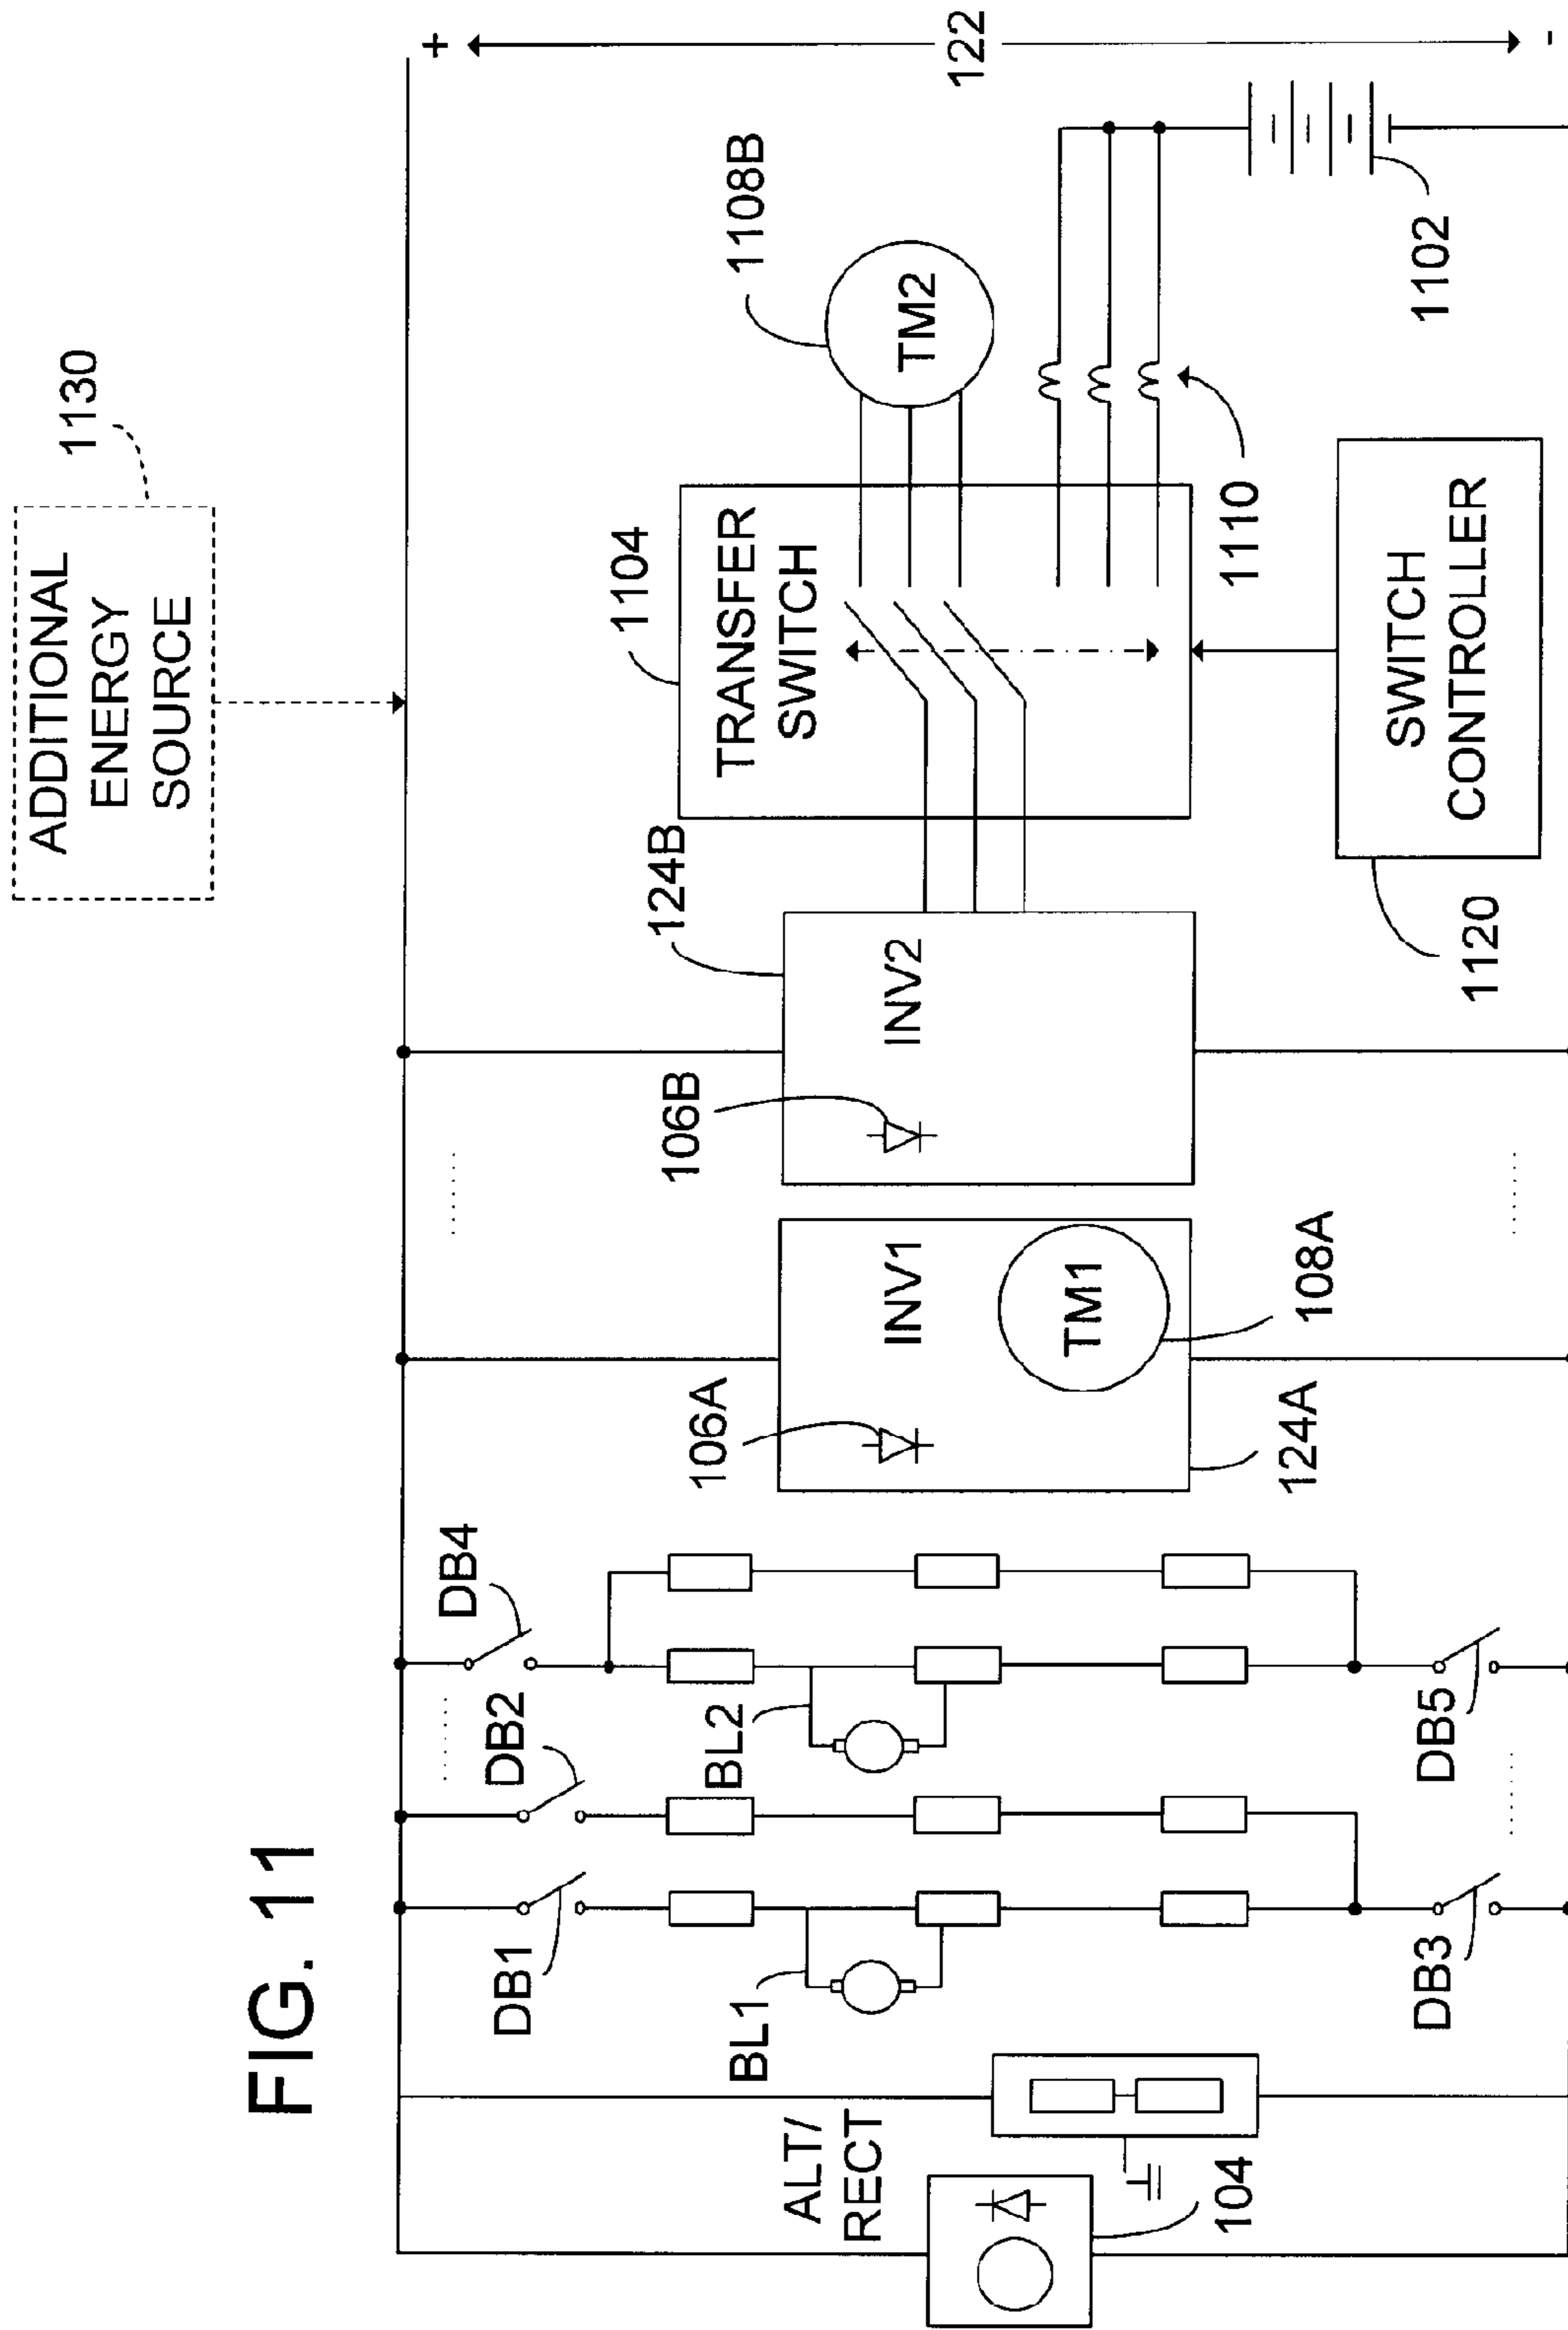 FIG. 11
ADDITIONAL
ENERGY
SOURCE
1130
+
122
-
ALT/
RECT
104
DB1
DB2
DB4
BL1
BL2
DB3
DB5
106A
INV1
TM1
108A
124A
106B
INV2
124B
1104
TRANSFER
SWITCH
1108B
TM2
1110
1102
SWITCH
CONTROLLER
1120